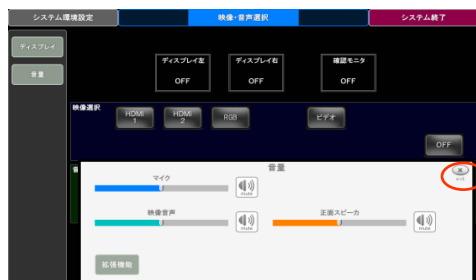 システム環境設定
映像・音声選択
システム終了
ディスプレイ
音量
ディスプレイ左
OFF
ディスプレイ右
OFF
確認モニタ
OFF
映像選択
HDMI
1
HDMI
2
RGB
ビデオ
OFF
音量
マイク
mute
映像音声
mute
正面スピーカ
mute
拡張機能